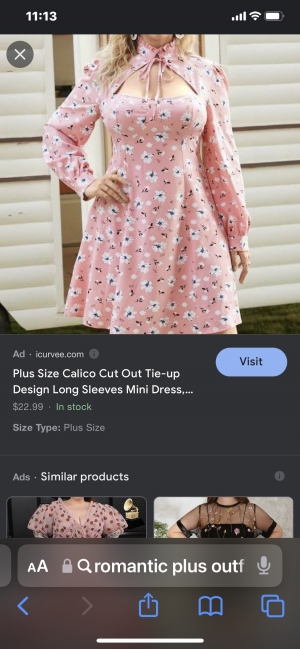 11:13
Ad · icurvee.com
Plus Size Calico Cut Out Tie-up
Design Long Sleeves Mini Dress,...
$22.99 · In stock
Size Type: Plus Size
Visit
Ads · Similar products
AA romantic plus outf